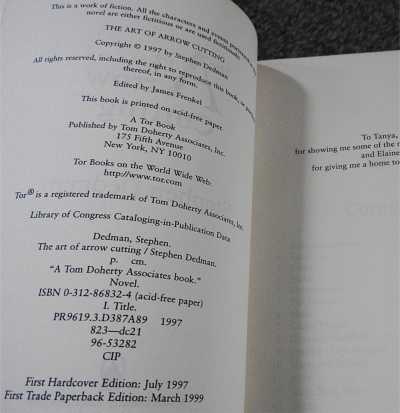 This is a work of fiction. All the characters and events portrayed in
novel are either fictitious or are used fictitiously.
THE ART OF ARROW CUTTING
Copyright © 1997 by Stephen Dedman
All rights reserved, including the right to reproduce this book, or
thereof, in any form.
Edited by James Frenkel
This book is printed on acid-free paper.
A Tor Book
Published by Tom Doherty Associates, Inc.
175 Fifth Avenue
New York, NY 10010
Tor Books on the World Wide Web:
http://www.tor.com
Tor® is a registered trademark of Tom Doherty Associates, Inc.
Library of Congress Cataloging-in-Publication Data
Dedman, Stephen.
The art of arrow cutting / Stephen Dedman.
p. cm.
"A Tom Doherty Associates book."
Novel.
ISBN 0-312-86832-4 (acid-free paper)
I. Title.
PR9619.3.D387A89 1997
823—dc21
96-53282
CIP
First Hardcover Edition: July 1997
First Trade Paperback Edition: March 1999
To Tanya,
for showing me some of the
and Elaine
for giving me a home to